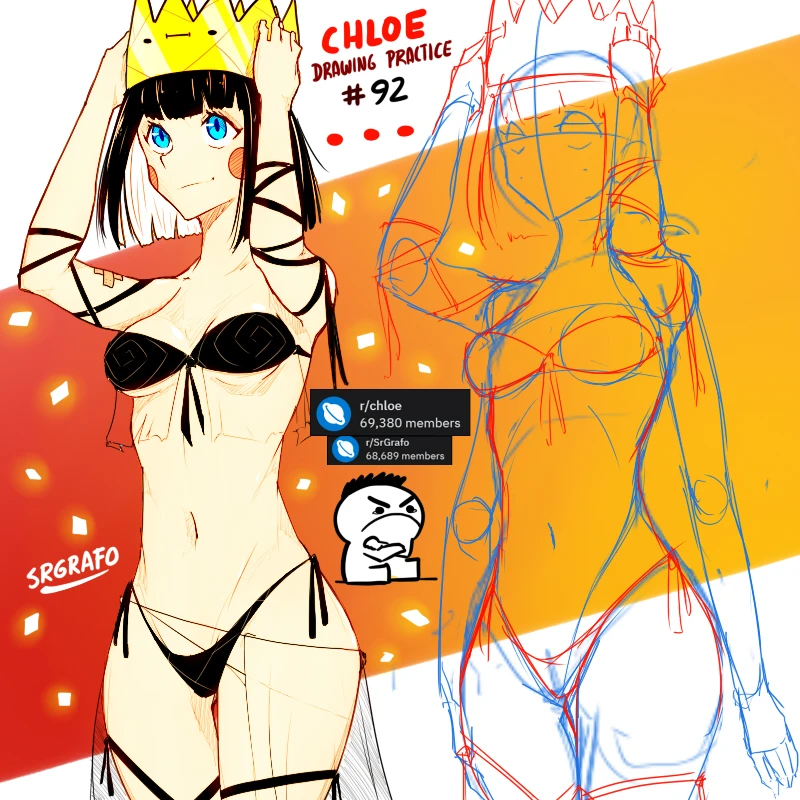 CHLOE
DRAWING PRACTICE
# 92
r/chloe
69,380 members
r/SrGrafo
68,689 members
SRGRAFO